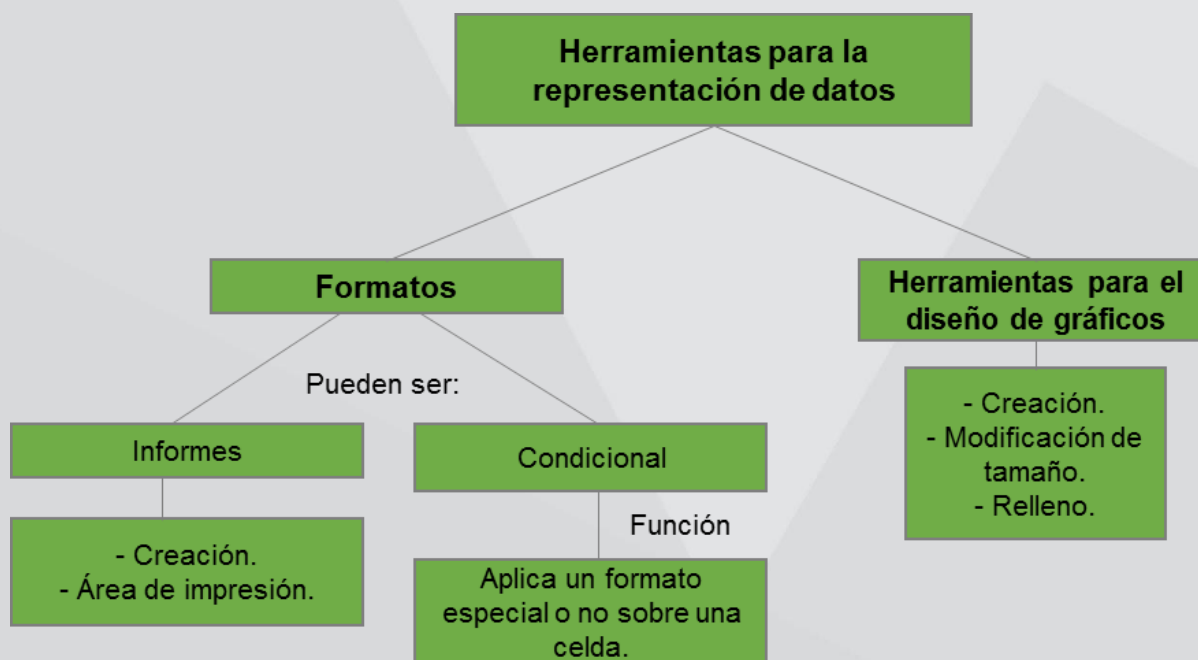 Herramientas para la
representación de datos
Formatos
Herramientas para el
diseño de gráficos
Pueden ser:
Informes
Condicional
- Creación.
- Modificación de
tamaño.
- Relleno.
Función
- Creación.
- Área de impresión.
Aplica un formato
especial o no sobre una
celda.